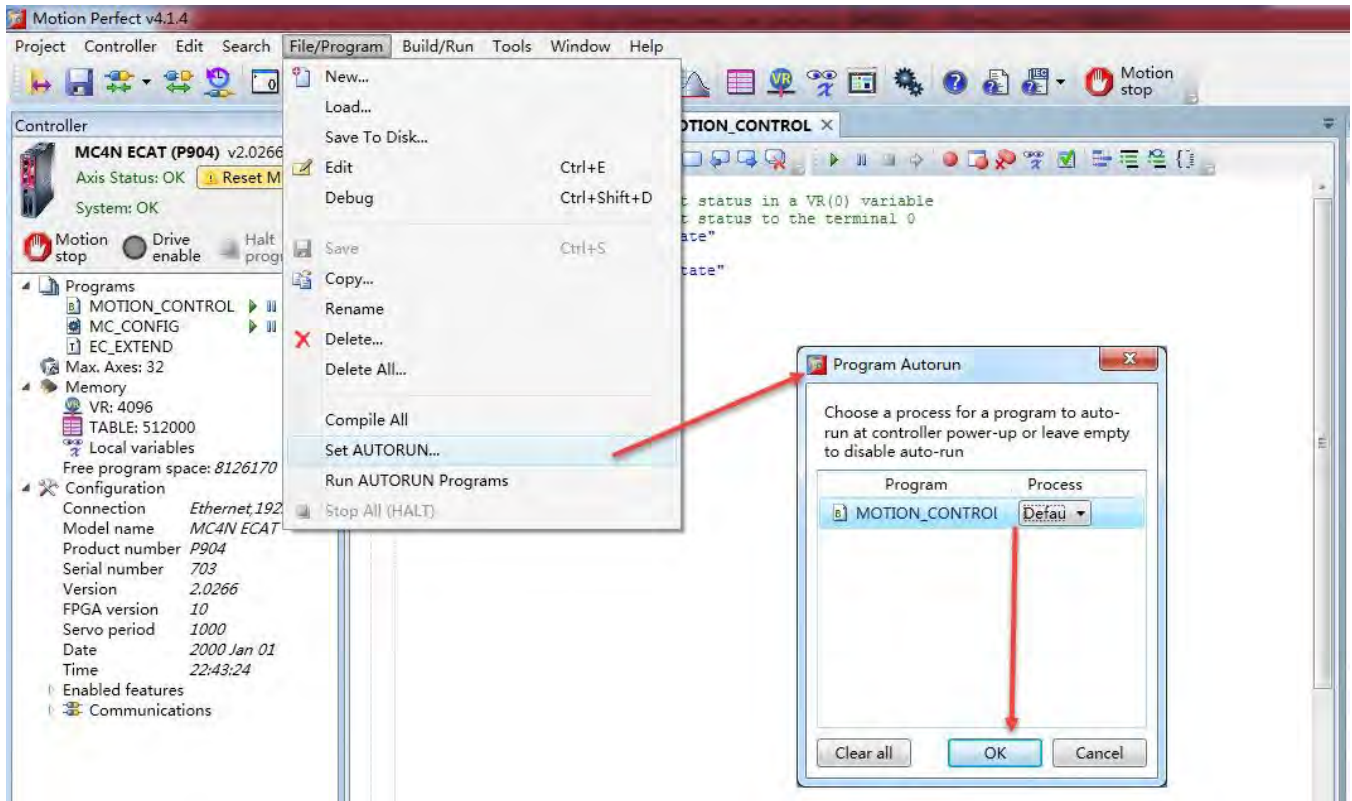 Motion Perfect v4.1.4
Project Controller Edit Search File/Program Build/Run Tools Window Help
Motion stop
Controller
MC4N ECAT (P904) v2.0266
Axis Status: OK Reset M
System: OK
Motion stop
Drive enable
Halt
Programs
MOTION_CONTROL
MC_CONFIG
EC_EXTEND
Max. Axes: 32
Memory
VR: 4096
TABLE: 512000
Local variables
Free program space: 8126170
Configuration
Connection Ethernet,192
Model name MC4N ECAT
Product number P904
Serial number 703
Version 2.0266
FPGA version 10
Servo period 1000
Date 2000 Jan 01
Time 22:43:24
Enabled features
Communications
New...
Load...
Save To Disk...
Edit Ctrl+E
Debug Ctrl+Shift+D
Save Ctrl+S
Copy...
Rename
Delete...
Delete All...
Compile All
Set AUTORUN...
Run AUTORUN Programs
Stop All (HALT)
OTION_CONTROL
t status in a VR(0) variable
t status to the terminal 0
ate"
tate"
Program Autorun
Choose a process for a program to auto-
run at controller power-up or leave empty
to disable auto-run
Program Process
MOTION_CONTROL Defau
Clear all OK Cancel